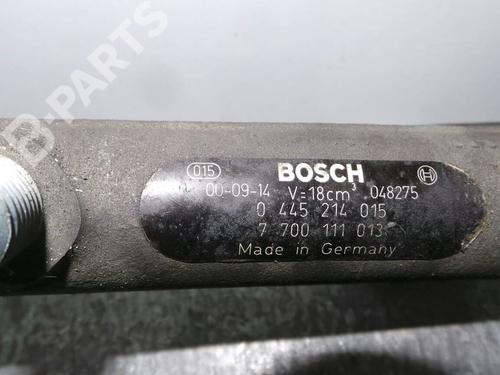 B-PARTS
015 BOSCH
00-09-14 V=18cm³ 048275
0 445 214 015
7 700 111 013
Made in Germany